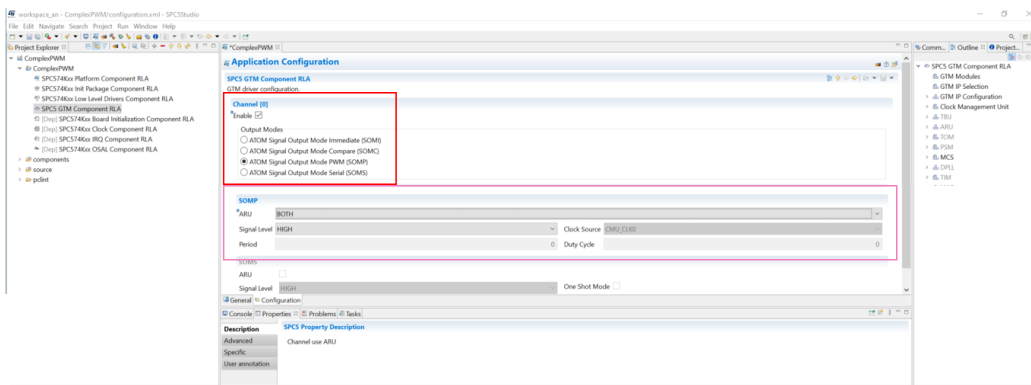 workspace_an - ComplexPWM/configuration.xml - SPC5Studio
File Edit Navigate Search Project Run Window Help
Project Explorer
*ComplexPWM
Comm... Outline Project...
ComplexPWM
ComplexPWM
SPC574Kxx Platform Component RLA
SPC574Kxx Init Package Component RLA
SPC574Kxx Low Level Drivers Component RLA
SPC5 GTM Component RLA
[Dep] SPC574Kxx Board Initialization Component RLA
[Dep] SPC574Kxx Clock Component RLA
[Dep] SPC574Kxx IRQ Component RLA
[Dep] SPC574Kxx OSAL Component RLA
components
source
pclint
Application Configuration
SPC5 GTM Component RLA
GTM driver configuration.
Channel [0]
*Enable
Output Modes
ATOM Signal Output Mode Immediate (SOMI)
ATOM Signal Output Mode Compare (SOMC)
ATOM Signal Output Mode PWM (SOMP)
ATOM Signal Output Mode Serial (SOMS)
SOMP
*ARU BOTH
Signal Level HIGH Clock Source CMU_CLK0
Period 0 Duty Cycle 0
SOMS
ARU
Signal Level HIGH One Shot Mode
General Configuration
Console Properties Problems Tasks
Description SPC5 Property Description
Advanced Channel use ARU
Specific
User annotation
SPC5 GTM Component RLA
GTM Modules
GTM IP Selection
GTM IP Configuration
Clock Management Unit
TBU
ARU
TOM
PSM
MCS
DPLL
TIM